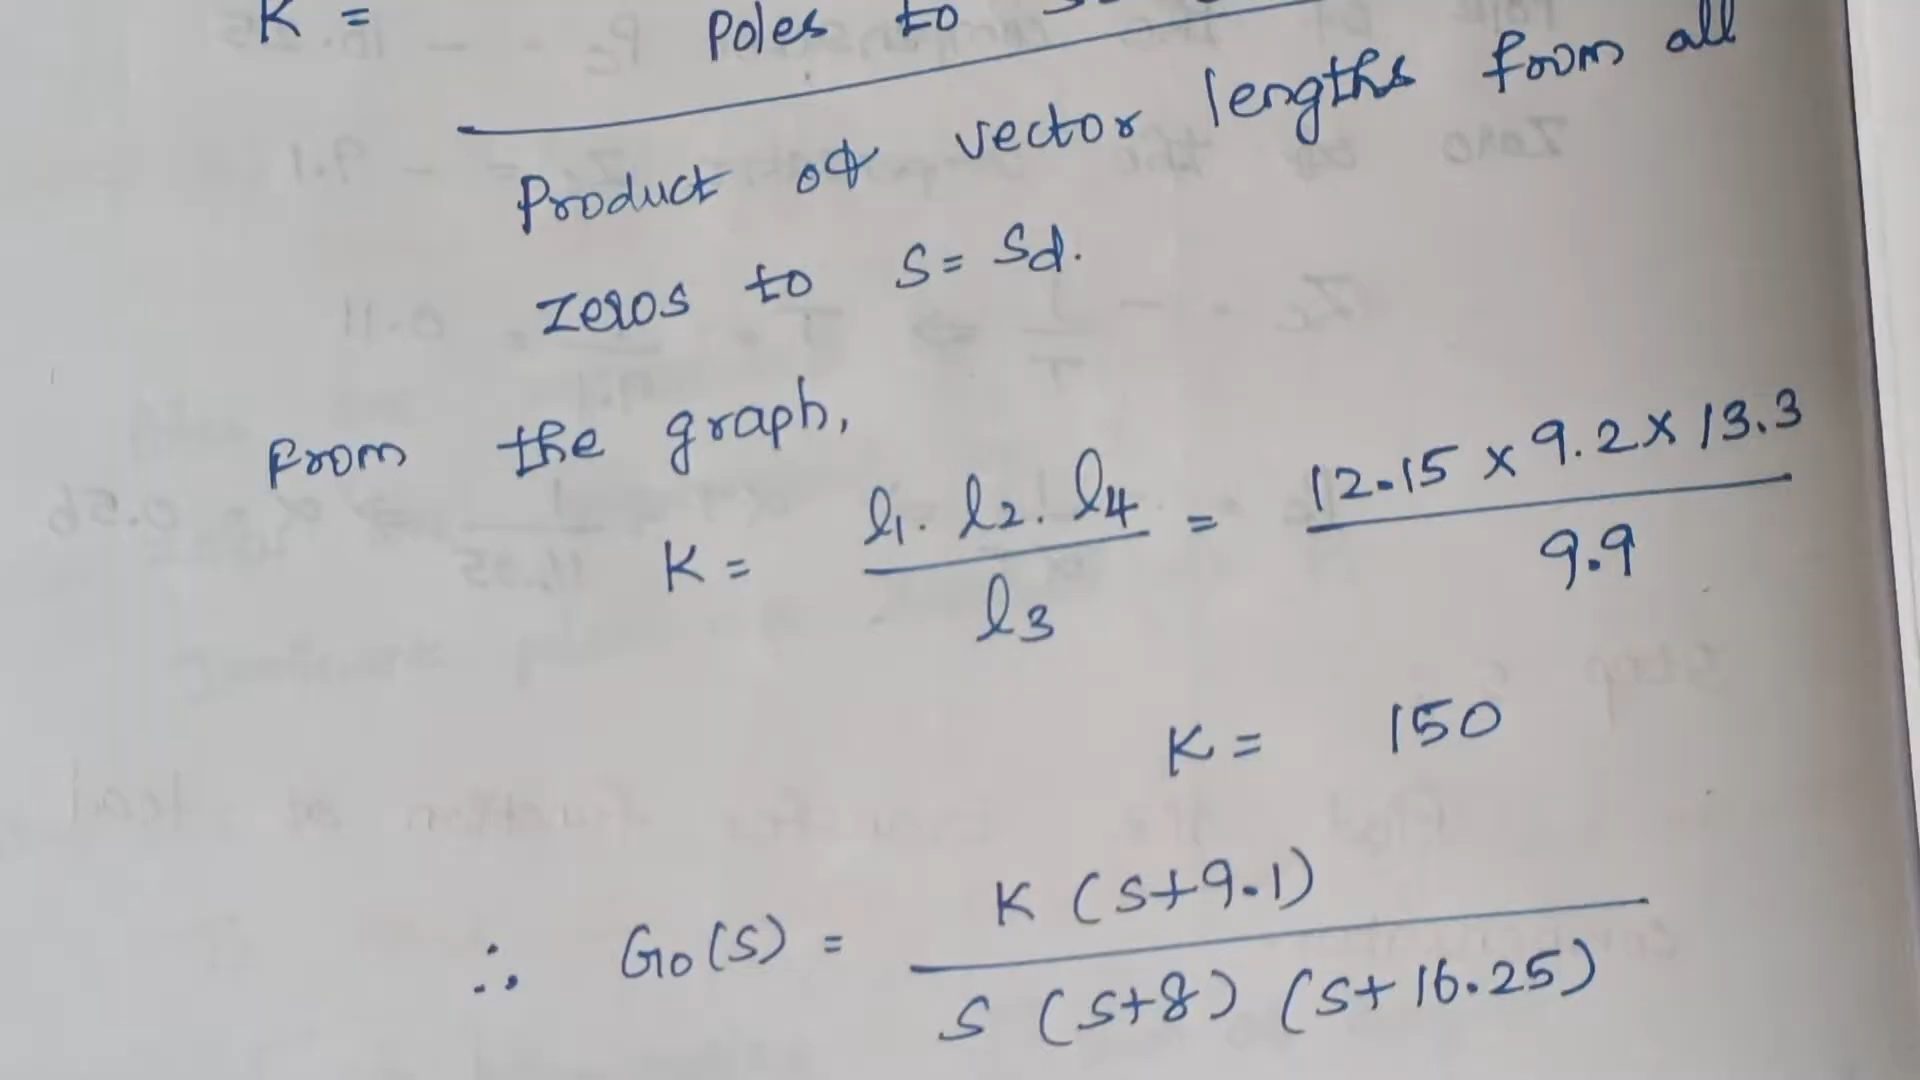 K =
Poles to
Product of vector lengths from all
zeros to S = Sd.
From the graph,
K = l1. l2. l4 / l3 = 12.15 x 9.2 x 13.3 / 9.9
K = 150
∴ Go(S) = K (S+9.1) / S (S+8) (S+16.25)